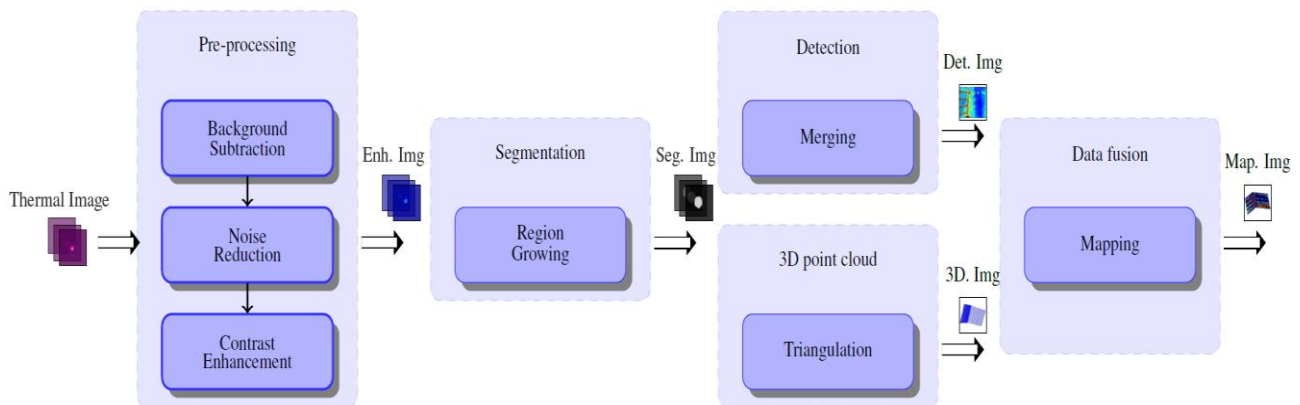 Thermal Image
Pre-processing
Background
Subtraction
Noise
Reduction
Contrast
Enhancement
Enh. Img
Segmentation
Region
Growing
Seg. Img
Detection
Merging
Det. Img
3D point cloud
Triangulation
3D. Img
Data fusion
Mapping
Map. Img